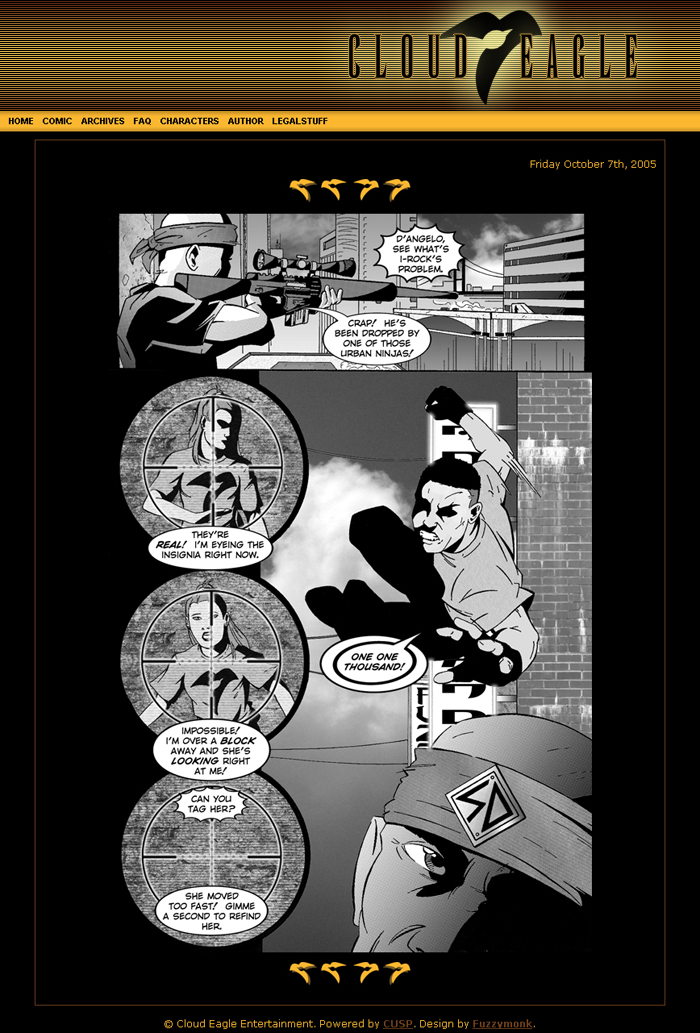 CLOUD EAGLE
HOME COMIC ARCHIVES FAQ CHARACTERS AUTHOR LEGALSTUFF
Friday October 7th, 2005
D'ANGELO,
SEE WHAT'S
I-ROCK'S
PROBLEM.
CRAP! HE'S
BEEN DROPPED BY
ONE OF THOSE
URBAN NINJAS!
THEY'RE
REAL! I'M EYEING THE
INSIGNIA RIGHT NOW.
ONE ONE
THOUSAND!
IMPOSSIBLE!
I'M OVER A BLOCK
AWAY AND SHE'S
LOOKING RIGHT
AT ME!
CAN YOU
TAG HER?
SHE MOVED
TOO FAST! GIMME
A SECOND TO REFIND
HER.
© Cloud Eagle Entertainment. Powered by CUSP. Design by Fuzzymonk.